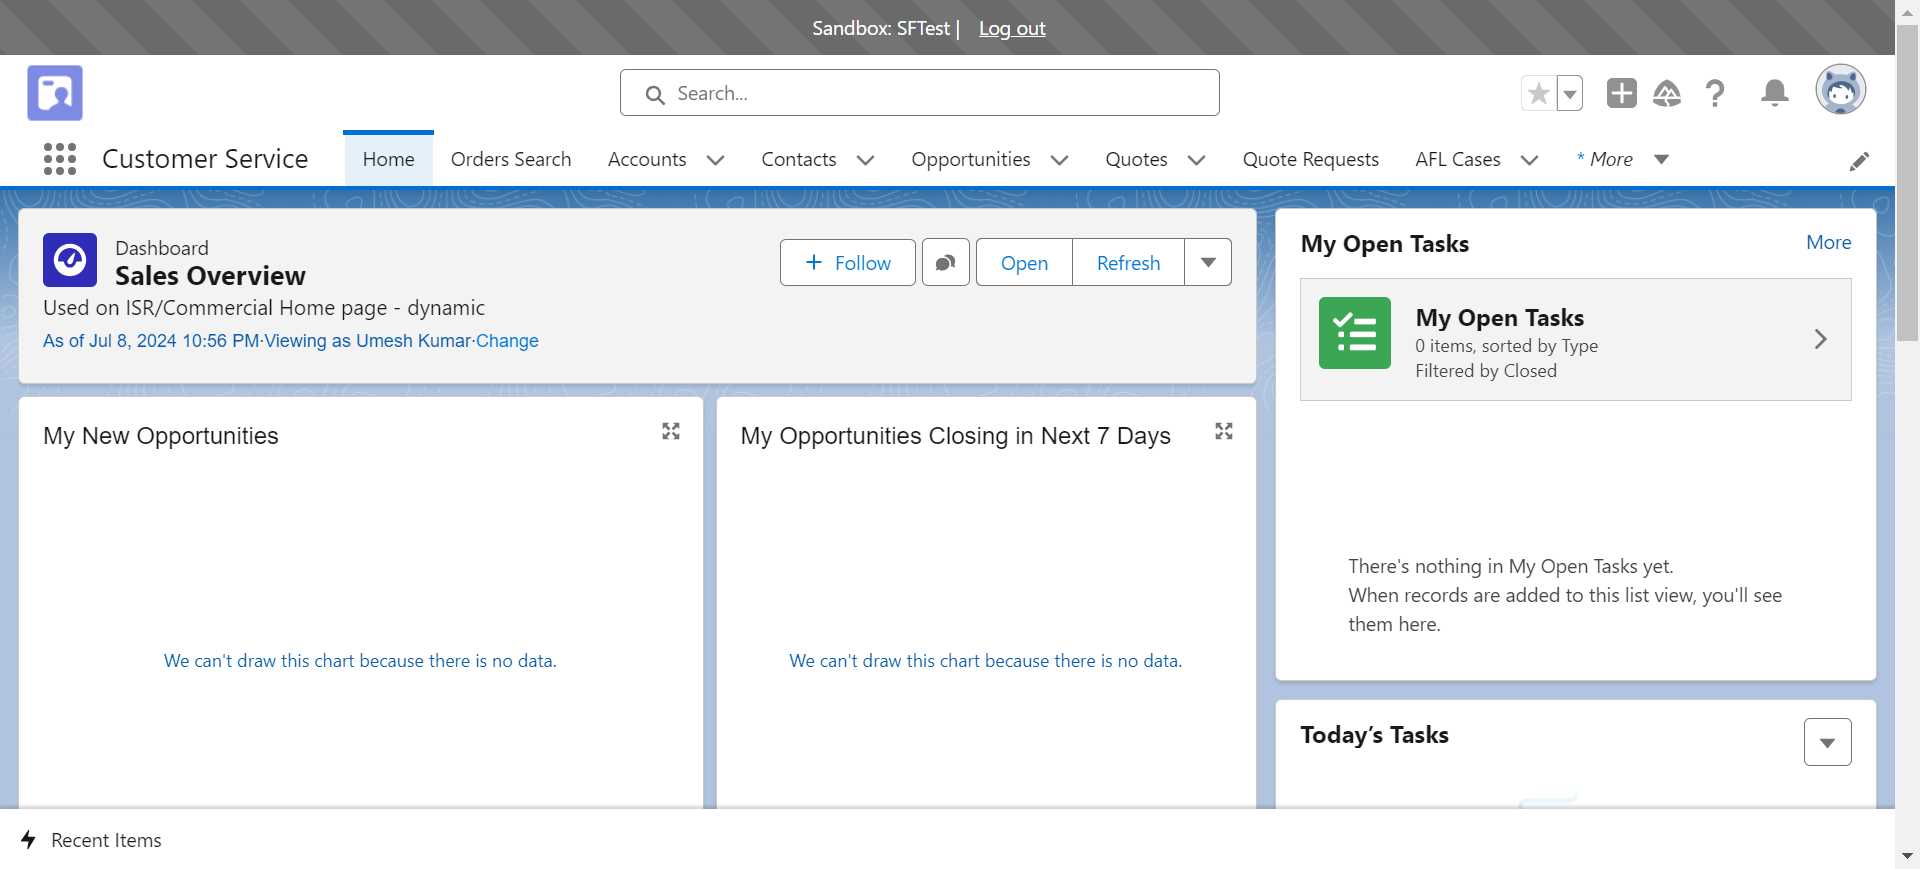 Sandbox: SFTest | Log out
Search...
Customer Service
Home
Orders Search
Accounts
Contacts
Opportunities
Quotes
Quote Requests
AFL Cases
* More
Dashboard
Sales Overview
Used on ISR/Commercial Home page - dynamic
As of Jul 8, 2024 10:56 PM·Viewing as Umesh Kumar·Change
+ Follow
Open
Refresh
My New Opportunities
We can't draw this chart because there is no data.
My Opportunities Closing in Next 7 Days
We can't draw this chart because there is no data.
My Open Tasks
More
My Open Tasks
0 items, sorted by Type
Filtered by Closed
There's nothing in My Open Tasks yet.
When records are added to this list view, you'll see
them here.
Today’s Tasks
Recent Items